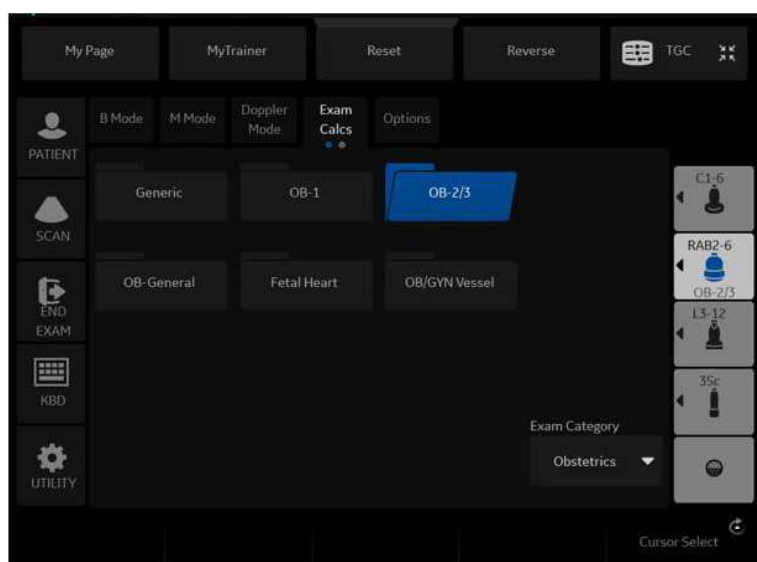 My Page
MyTrainer
Reset
Reverse
TGC
B Mode
M Mode
Doppler
Mode
Exam
Calcs
Options
PATIENT
SCAN
END
EXAM
KBD
UTILITY
Generic
OB-1
OB-2/3
OB-General
Fetal Heart
OB/GYN Vessel
Exam Category
Obstetrics
C1-6
RAB2-6
OB-2/3
L3-12
3Sc
Cursor Select